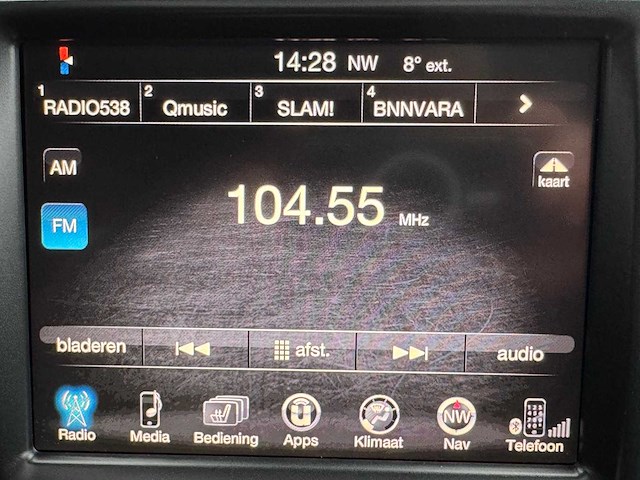 14:28 NW 8° ext.
1 RADIO538 2 Qmusic 3 SLAM! 4 BNNVARA
AM
kaart
104.55 MHz
FM
bladeren afst. audio
Radio Media Bediening Apps Klimaat NW Nav Telefoon